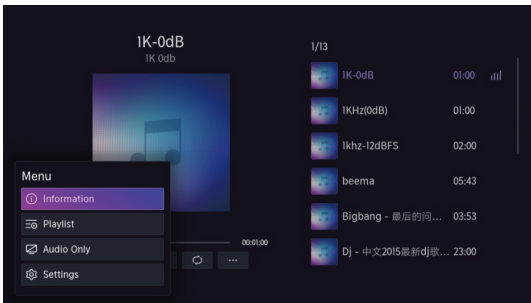 1K-0dB
1K 0db
1/13
1K-0dB 01:00
1KHz(0dB) 01:00
1khz-12dBFS 02:00
beema 05:43
Bigbang - 最后的问... 03:53
Dj - 中文2015最新dj歌... 23:00
Menu
Information
Playlist
Audio Only
Settings
00:01:00